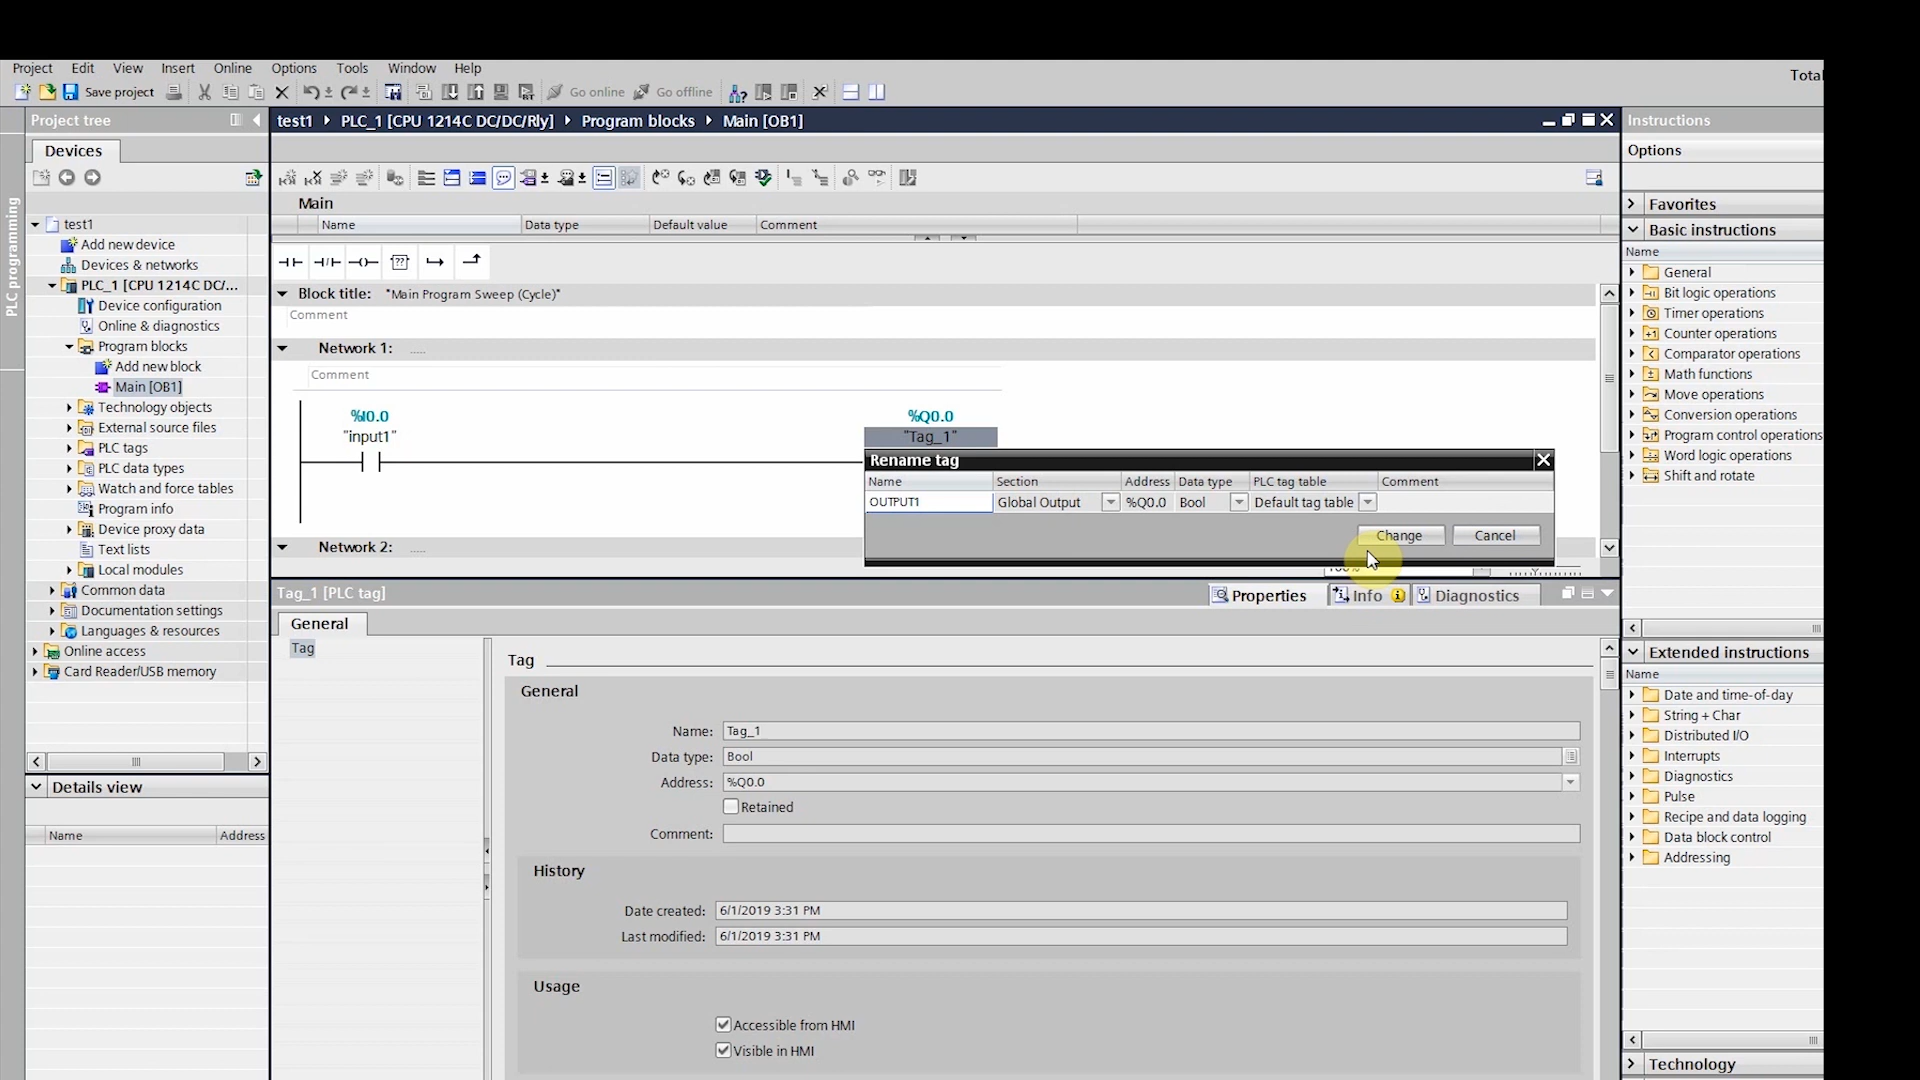 Project Edit View Insert Online Options Tools Window Help
Total
Save project Go online Go offline
Project tree
test1 PLC_1 [CPU 1214C DC/DC/Rly] Program blocks Main [OB1]
Instructions
Devices
Options
PLC programming
Main
Name Data type Default value Comment
test1
Add new device
Devices & networks
PLC_1 [CPU 1214C DC/...
Device configuration
Online & diagnostics
Program blocks
Add new block
Main [OB1]
Technology objects
External source files
PLC tags
PLC data types
Watch and force tables
Program info
Device proxy data
Text lists
Local modules
Common data
Documentation settings
Languages & resources
Online access
Card Reader/USB memory
Details view
Name Address
??
Block title: "Main Program Sweep (Cycle)"
Comment
Network 1: .....
Comment
%I0.0
"input1"
%Q0.0
"Tag_1"
Network 2: .....
Rename tag
Name Section Address Data type PLC tag table Comment
OUTPUT1 Global Output %Q0.0 Bool Default tag table
Change Cancel
Tag_1 [PLC tag]
Properties Info Diagnostics
General
Tag
Tag
General
Name: Tag_1
Data type: Bool
Address: %Q0.0
Retained
Comment:
History
Date created: 6/1/2019 3:31 PM
Last modified: 6/1/2019 3:31 PM
Usage
Accessible from HMI
Visible in HMI
Favorites
Basic instructions
Name
General
Bit logic operations
Timer operations
Counter operations
Comparator operations
Math functions
Move operations
Conversion operations
Program control operations
Word logic operations
Shift and rotate
Extended instructions
Name
Date and time-of-day
String + Char
Distributed I/O
Interrupts
Diagnostics
Pulse
Recipe and data logging
Data block control
Addressing
Technology